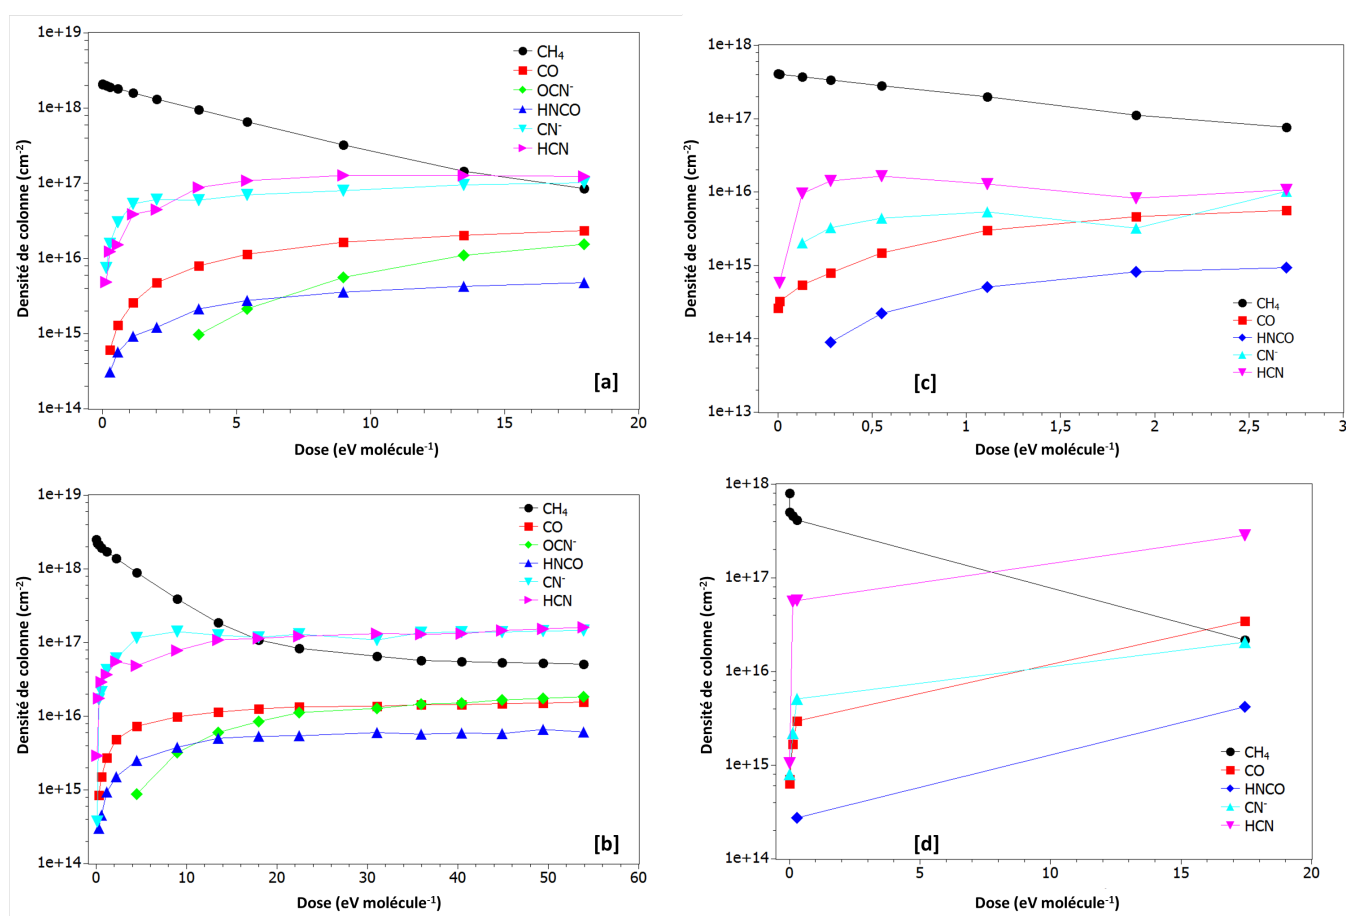 1e+19
1e+18
1e+17
1e+16
1e+15
1e+14
Densité de colonne (cm⁻²)
0 5 10 15 20
Dose (eV molécule⁻¹)
CH₄
CO
OCN⁻
HNCO
CN⁻
HCN
[a]
1e+18
1e+17
1e+16
1e+15
1e+14
1e+13
Densité de colonne (cm⁻²)
0 0,5 1 1,5 2 2,5 3
Dose (eV molécule⁻¹)
CH₄
CO
HNCO
CN⁻
HCN
[c]
1e+19
1e+18
1e+17
1e+16
1e+15
1e+14
Densité de colonne (cm⁻²)
0 10 20 30 40 50 60
Dose (eV molécule⁻¹)
CH₄
CO
OCN⁻
HNCO
CN⁻
HCN
[b]
1e+18
1e+17
1e+16
1e+15
1e+14
Densité de colonne (cm⁻²)
0 5 10 15 20
Dose (eV molécule⁻¹)
CH₄
CO
HNCO
CN⁻
HCN
[d]